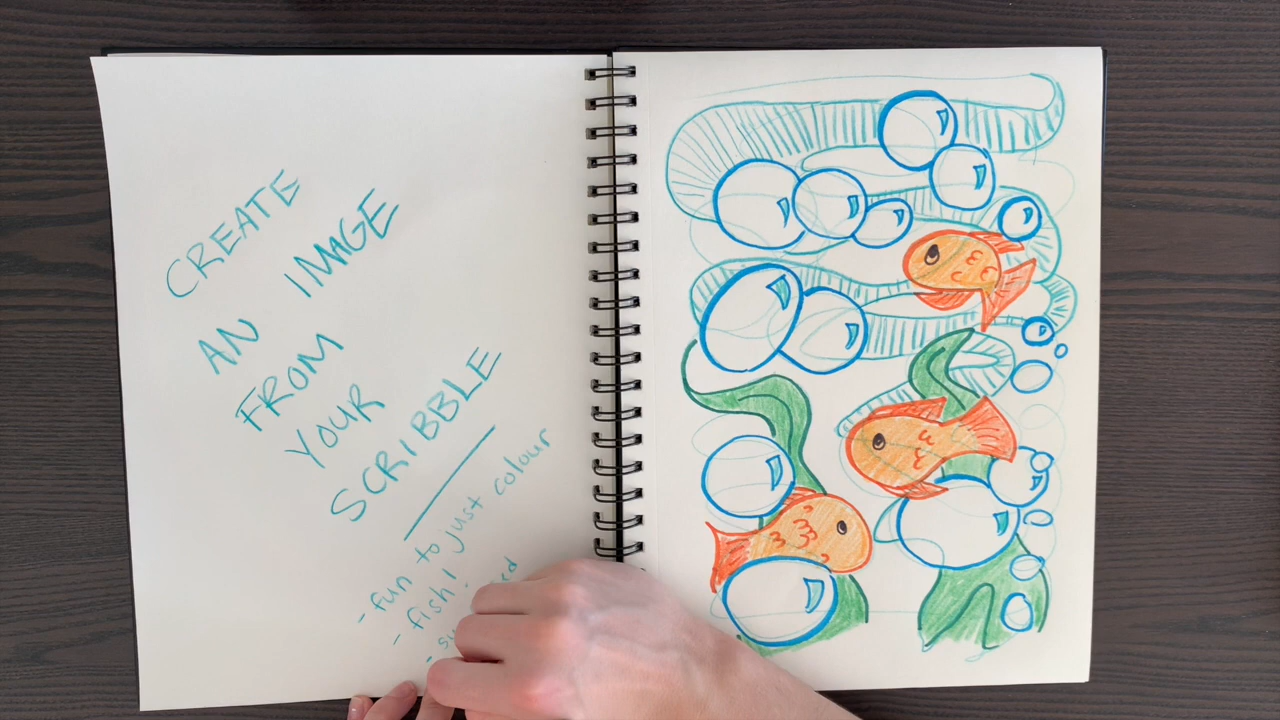 CREATE
AN IMAGE
FROM
YOUR
SCRIBBLE
- fun to just colour
- fish!